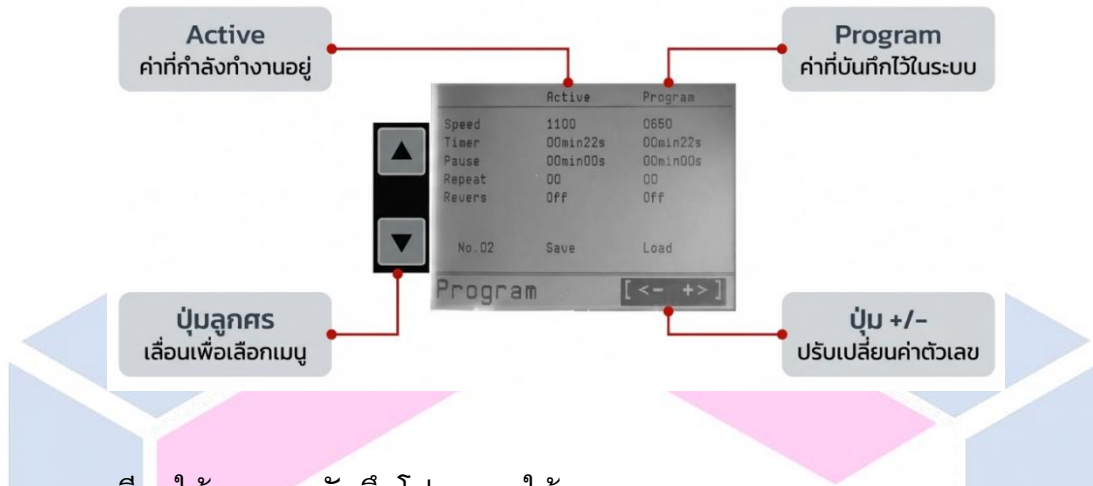 Active
ค่าที่กำลังทำงานอยู่
Program
ค่าที่บันทึกไว้ในระบบ
Active Program
Speed 1100 0650
Timer 00min22s 00min22s
Pause 00min00s 00min00s
Repeat 00 00
Revers Off Off
No.02 Save Load
Program [<- +>]
ปุ่มลูกศร
เลื่อนเพื่อเลือกเมนู
ปุ่ม +/-
ปรับเปลี่ยนค่าตัวเลข